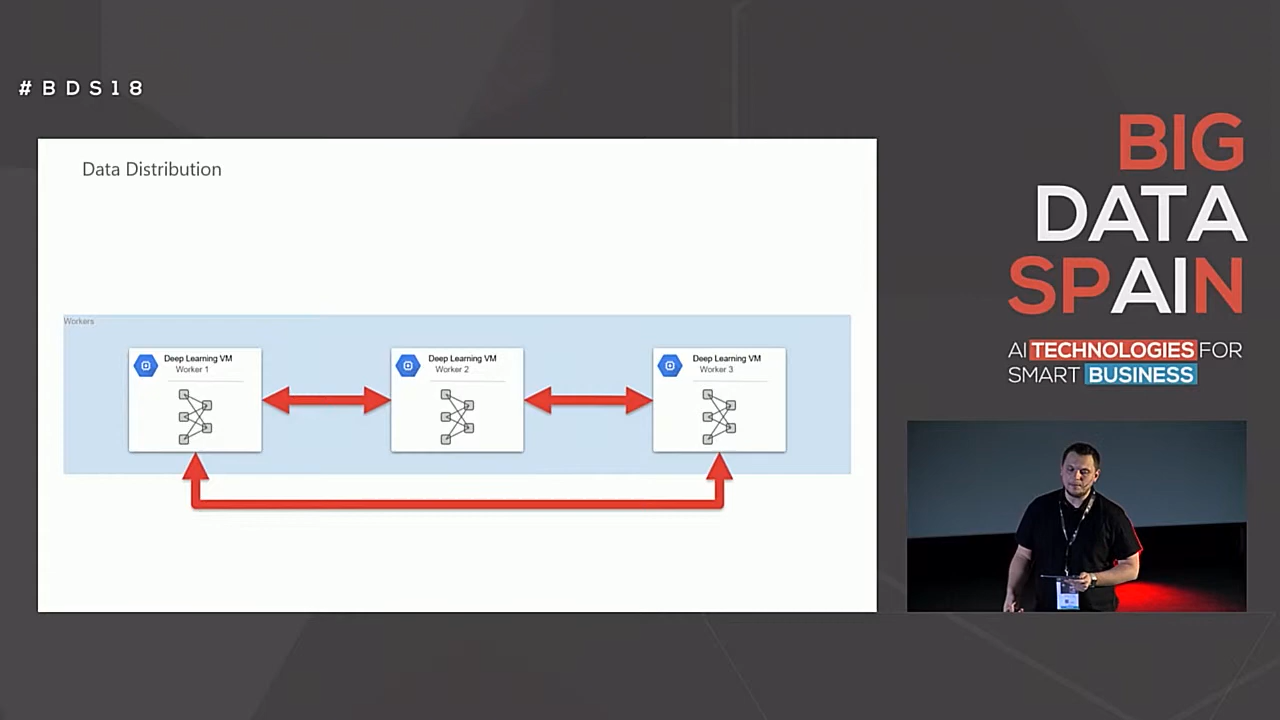 #BDS18
Data Distribution
Workers
Deep Learning VM
Worker 1
Deep Learning VM
Worker 2
Deep Learning VM
Worker 3
BIG
DATA
SPAIN
AI TECHNOLOGIES FOR
SMART BUSINESS